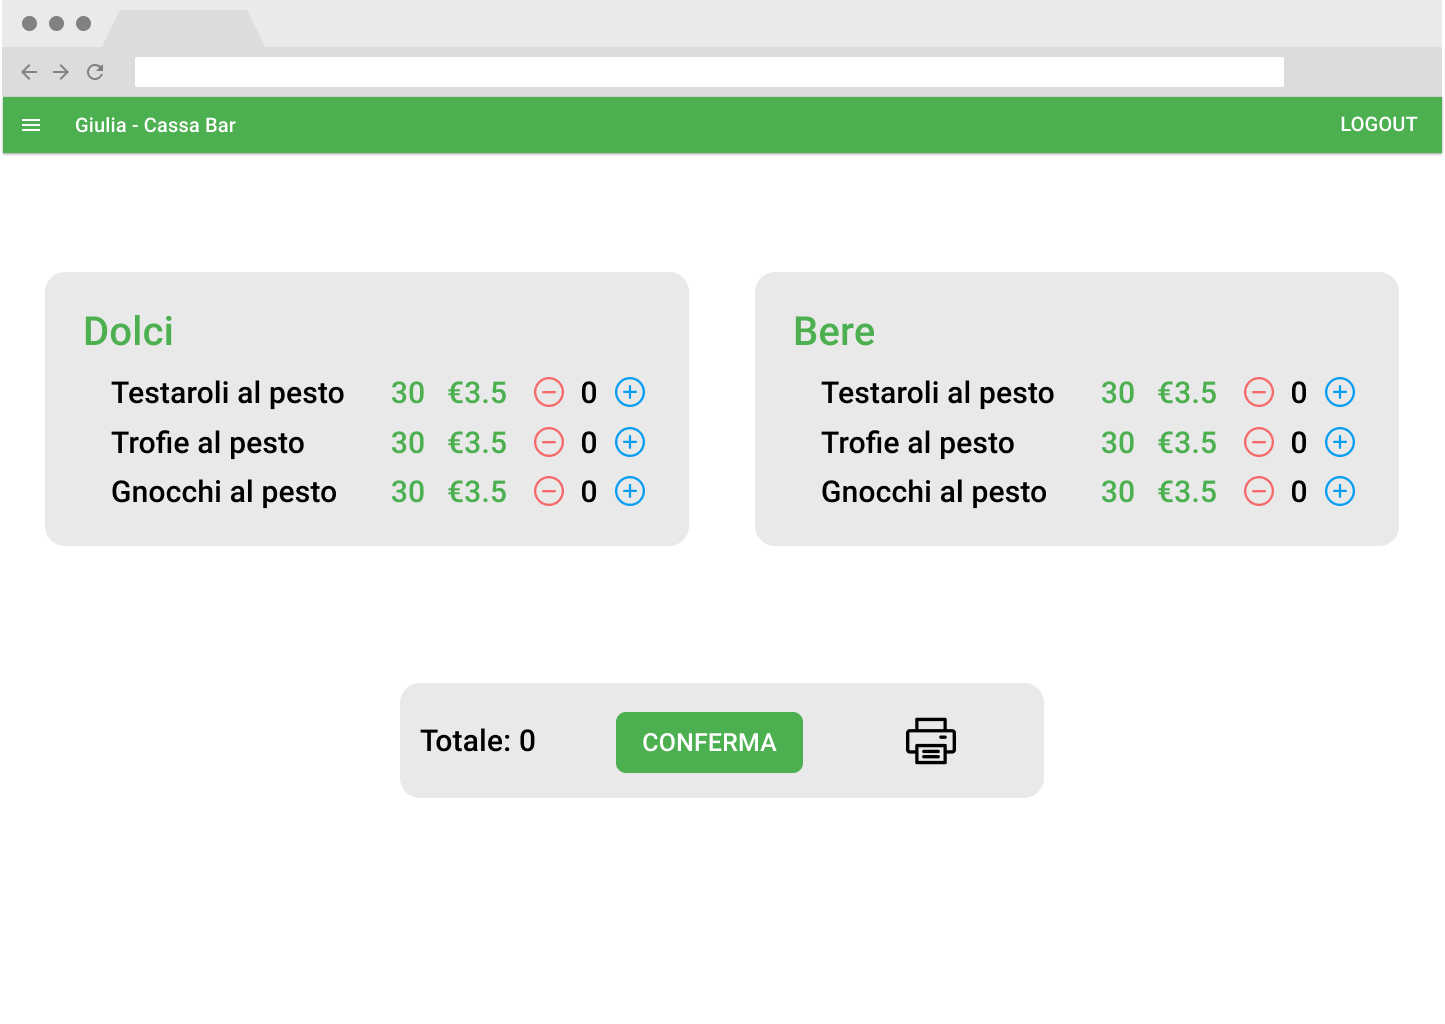 Giulia - Cassa Bar
LOGOUT
Dolci
Testaroli al pesto 30 €3.5 0
Trofie al pesto 30 €3.5 0
Gnocchi al pesto 30 €3.5 0
Bere
Testaroli al pesto 30 €3.5 0
Trofie al pesto 30 €3.5 0
Gnocchi al pesto 30 €3.5 0
Totale: 0
CONFERMA